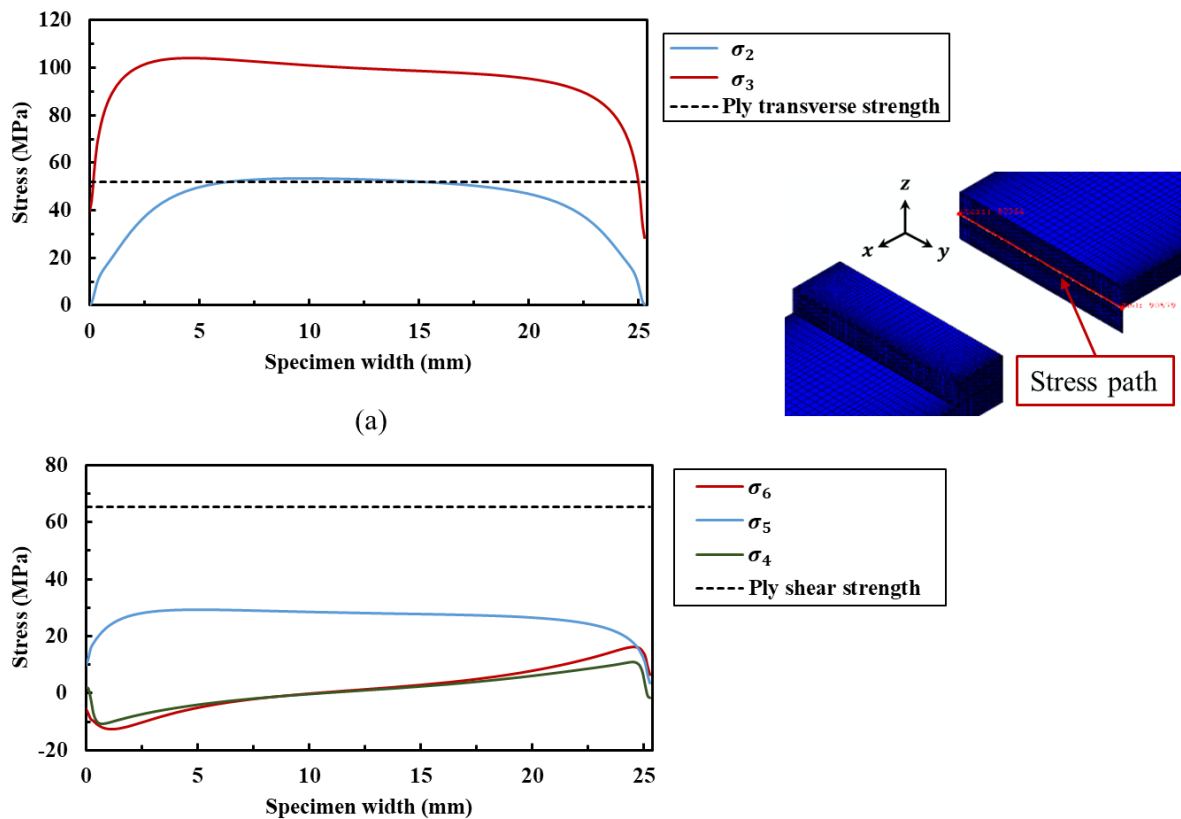 120
100
80
60
40
20
0
Stress (MPa)
0 5 10 15 20 25
Specimen width (mm)
(a)
σ₂
σ₃
Ply transverse strength
z
x
y
Stress path
80
60
40
20
0
-20
Stress (MPa)
0 5 10 15 20 25
Specimen width (mm)
σ₆
σ₅
σ₄
Ply shear strength